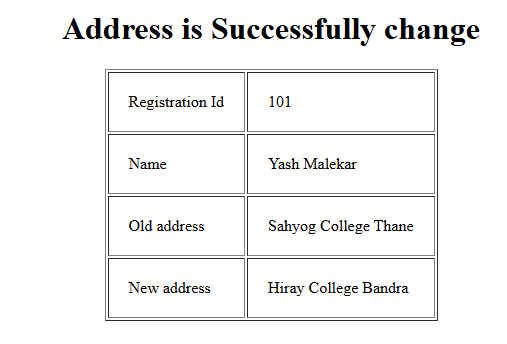 Address is Successfully change
Registration Id 101
Name Yash Malekar
Old address Sahyog College Thane
New address Hiray College Bandra